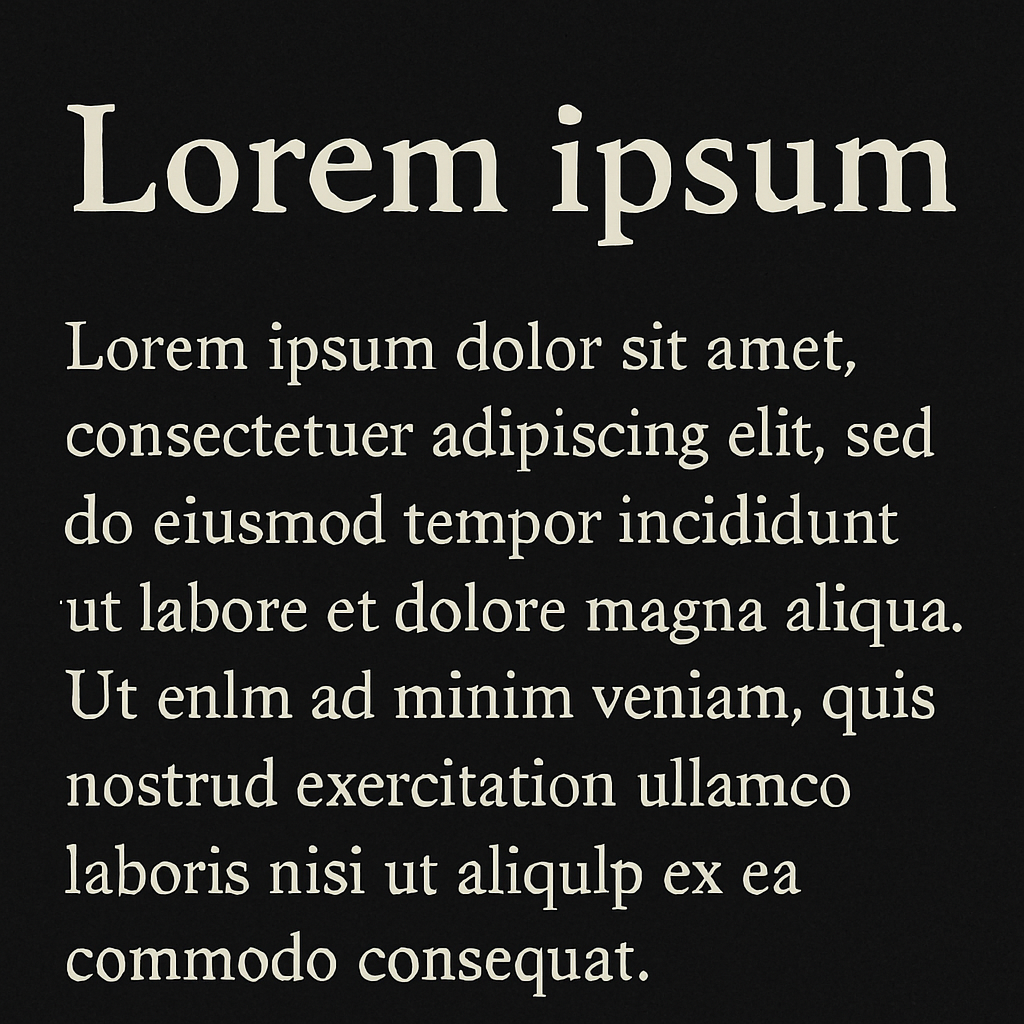 Lorem ipsum
Lorem ipsum dolor sit amet,
consectetuer adipiscing elit, sed
do eiusmod tempor incididunt
ut labore et dolore magna aliqua.
Ut enlm ad minim veniam, quis
nostrud exercitation ullamco
laboris nisi ut aliqulp ex ea
commodo consequat.